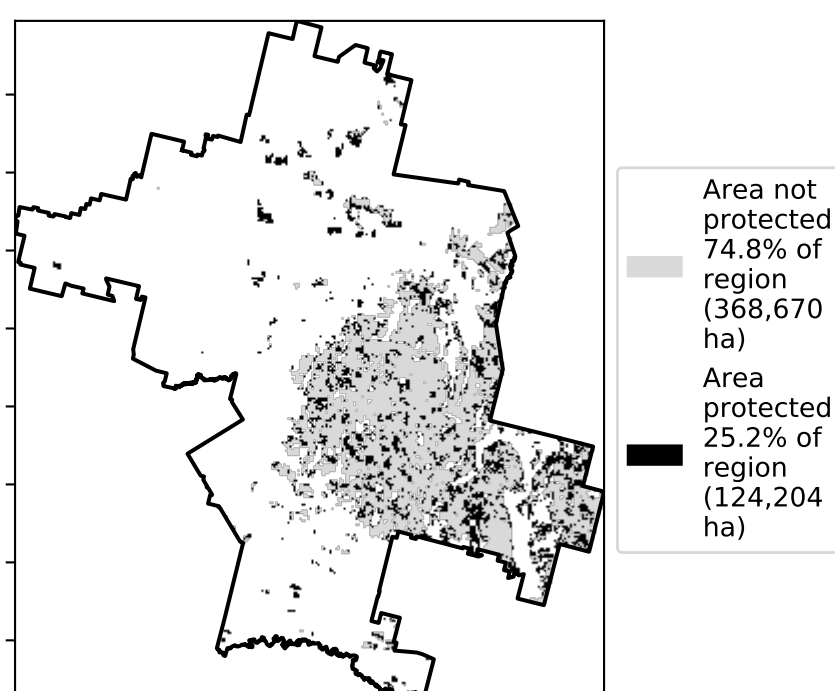 Area not
protected
74.8% of
region
(368,670
ha)
Area
protected
25.2% of
region
(124,204
ha)